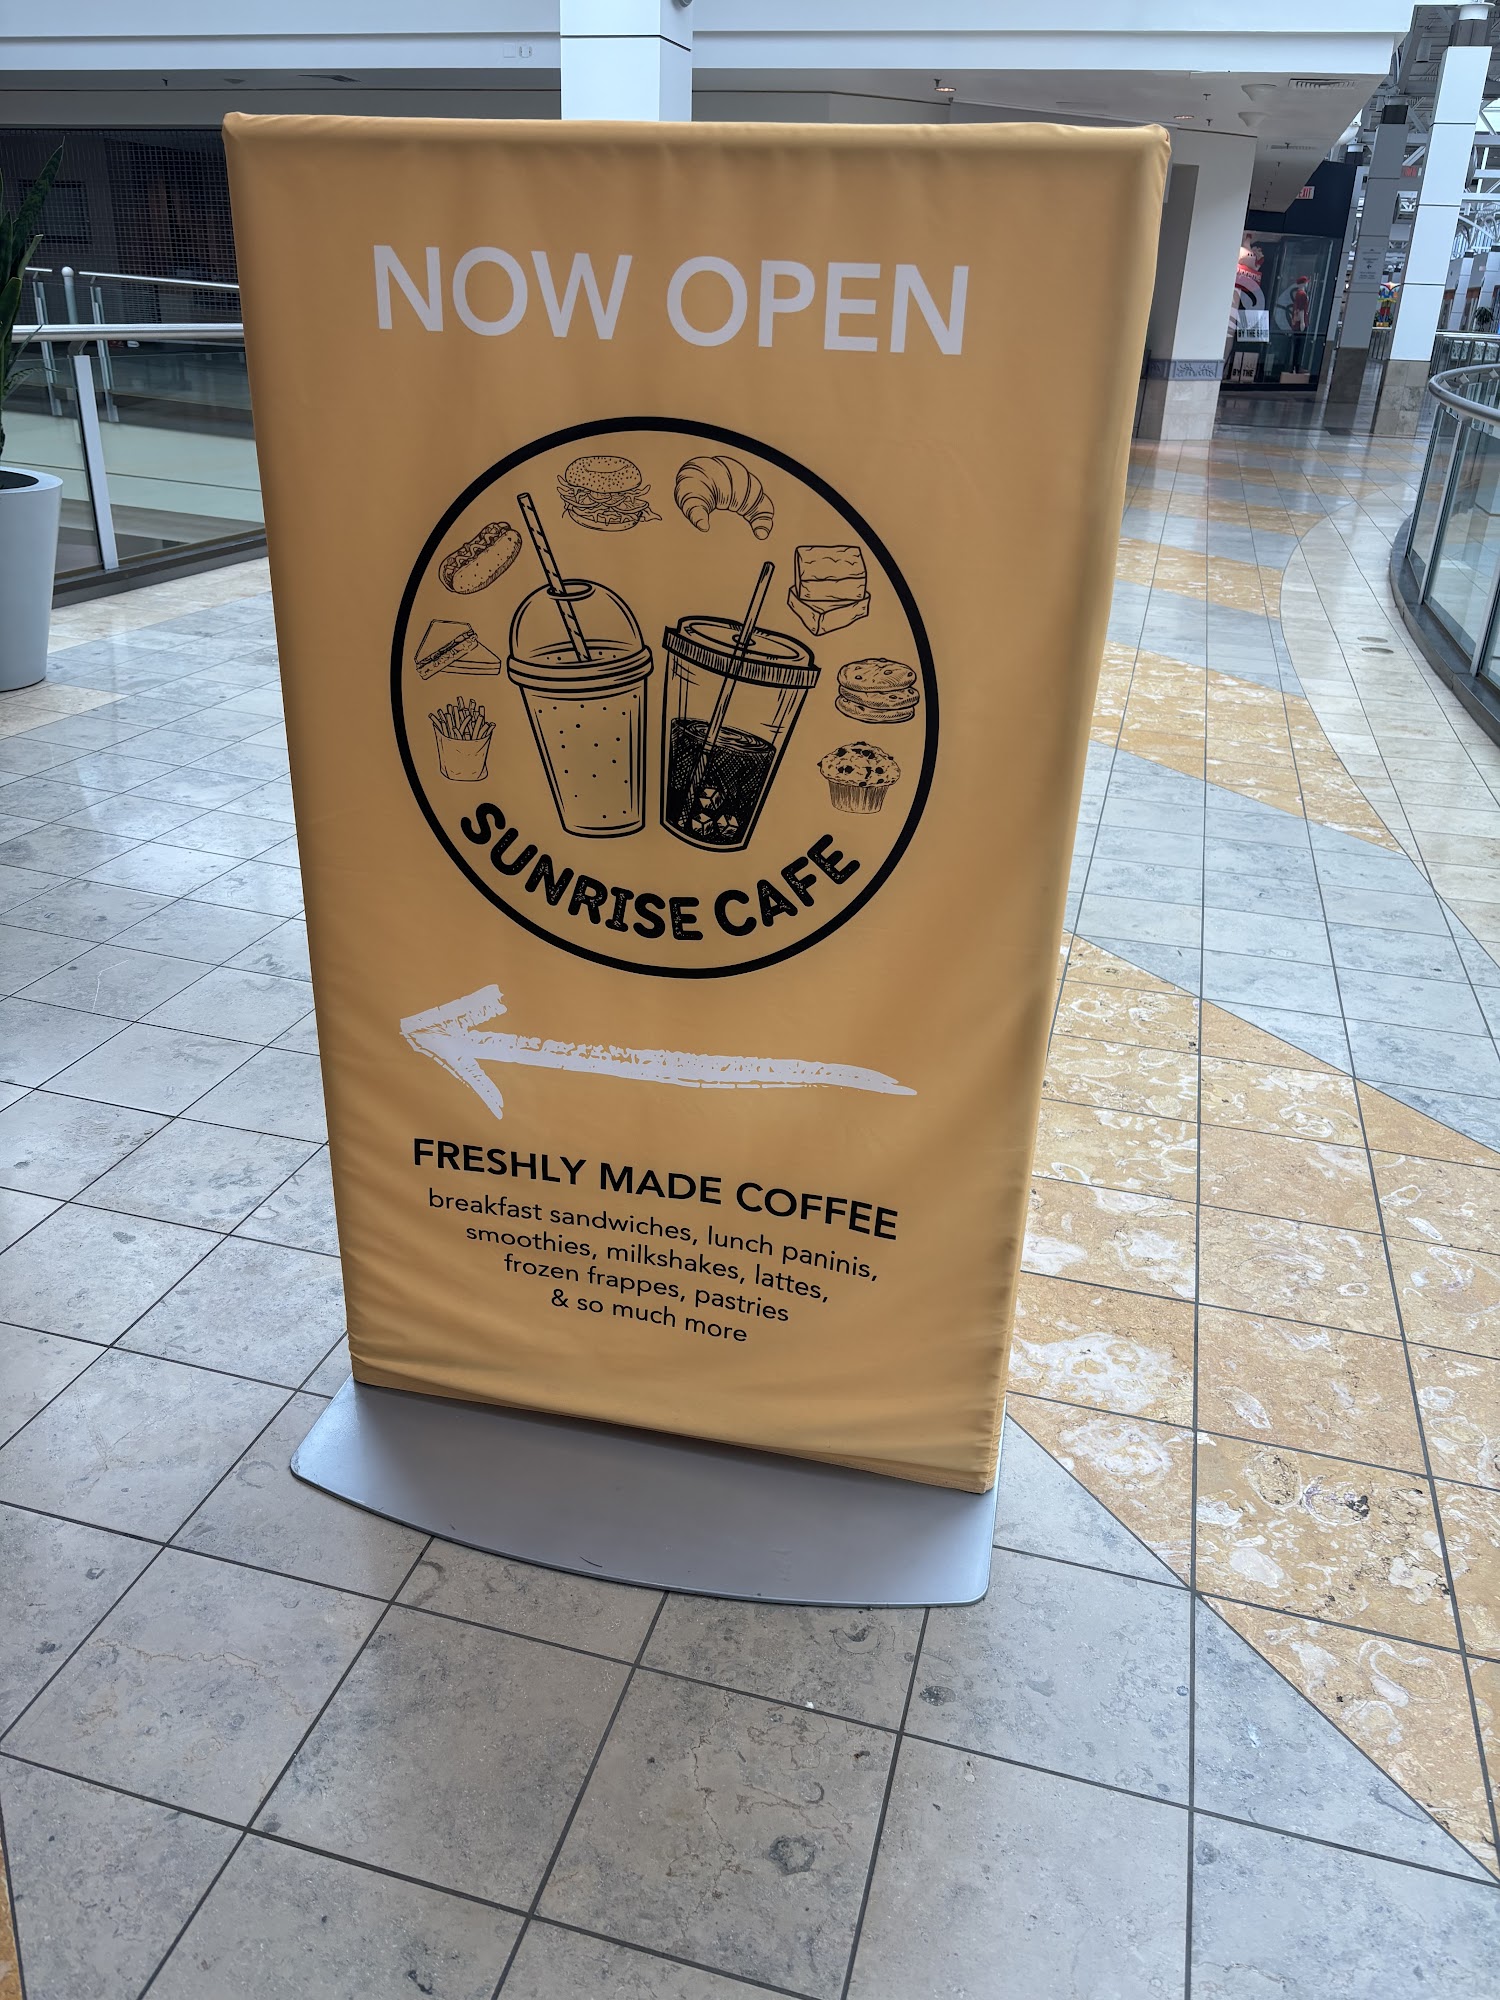 NOW OPEN
SUNRISE CAFE
FRESHLY MADE COFFEE
breakfast sandwiches, lunch paninis,
smoothies, milkshakes, lattes,
frozen frappes, pastries
& so much more